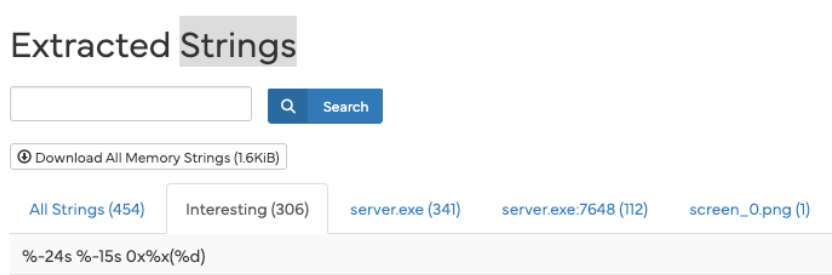 Extracted Strings
Search
Download All Memory Strings (1.6KiB)
All Strings (454) Interesting (306) server.exe (341) server.exe:7648 (112) screen_0.png (1)
%-24s %-15s 0x%x(%d)